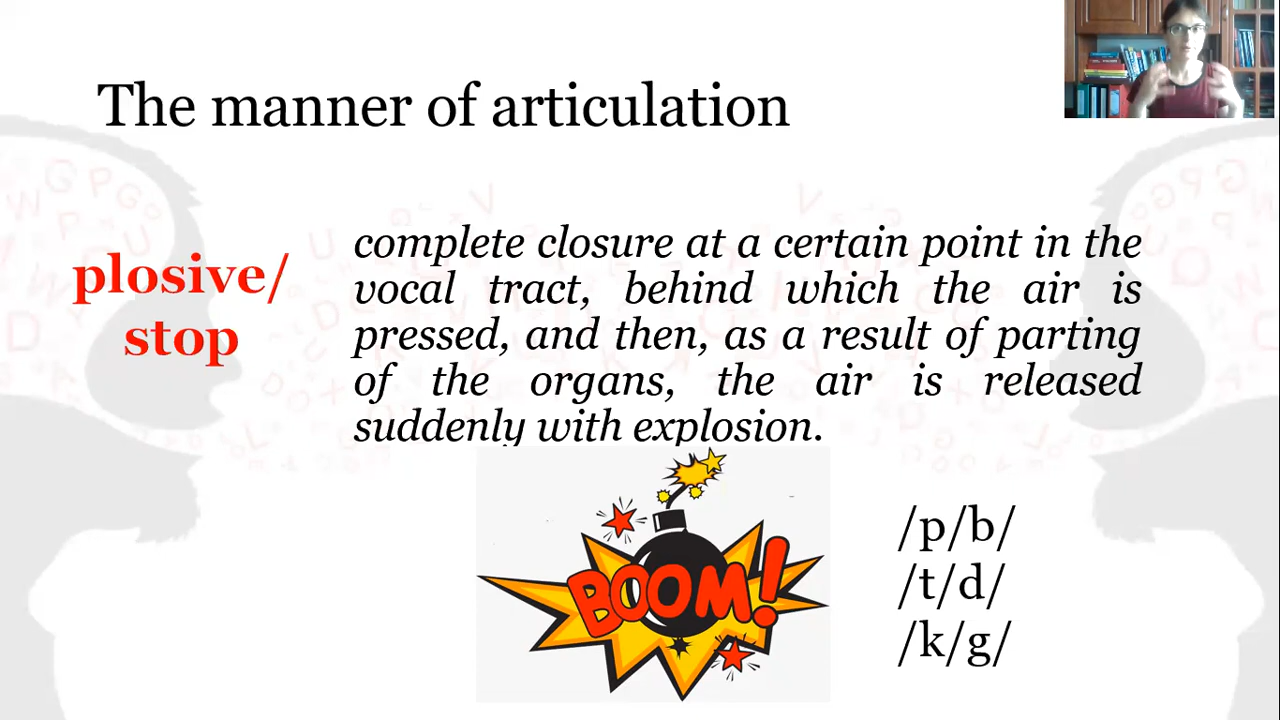 The manner of articulation
plosive/
stop
complete closure at a certain point in the
vocal tract, behind which the air is
pressed, and then, as a result of parting
of the organs, the air is released
suddenly with explosion.
BOOM!
/p/b/
/t/d/
/k/g/